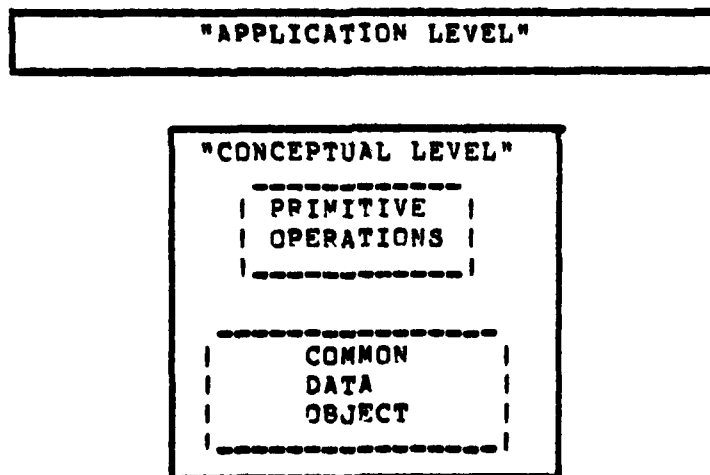 "APPLICATION LEVEL"
"CONCEPTUAL LEVEL"
PRIMITIVE
OPERATIONS
COMMON
DATA
OBJECT